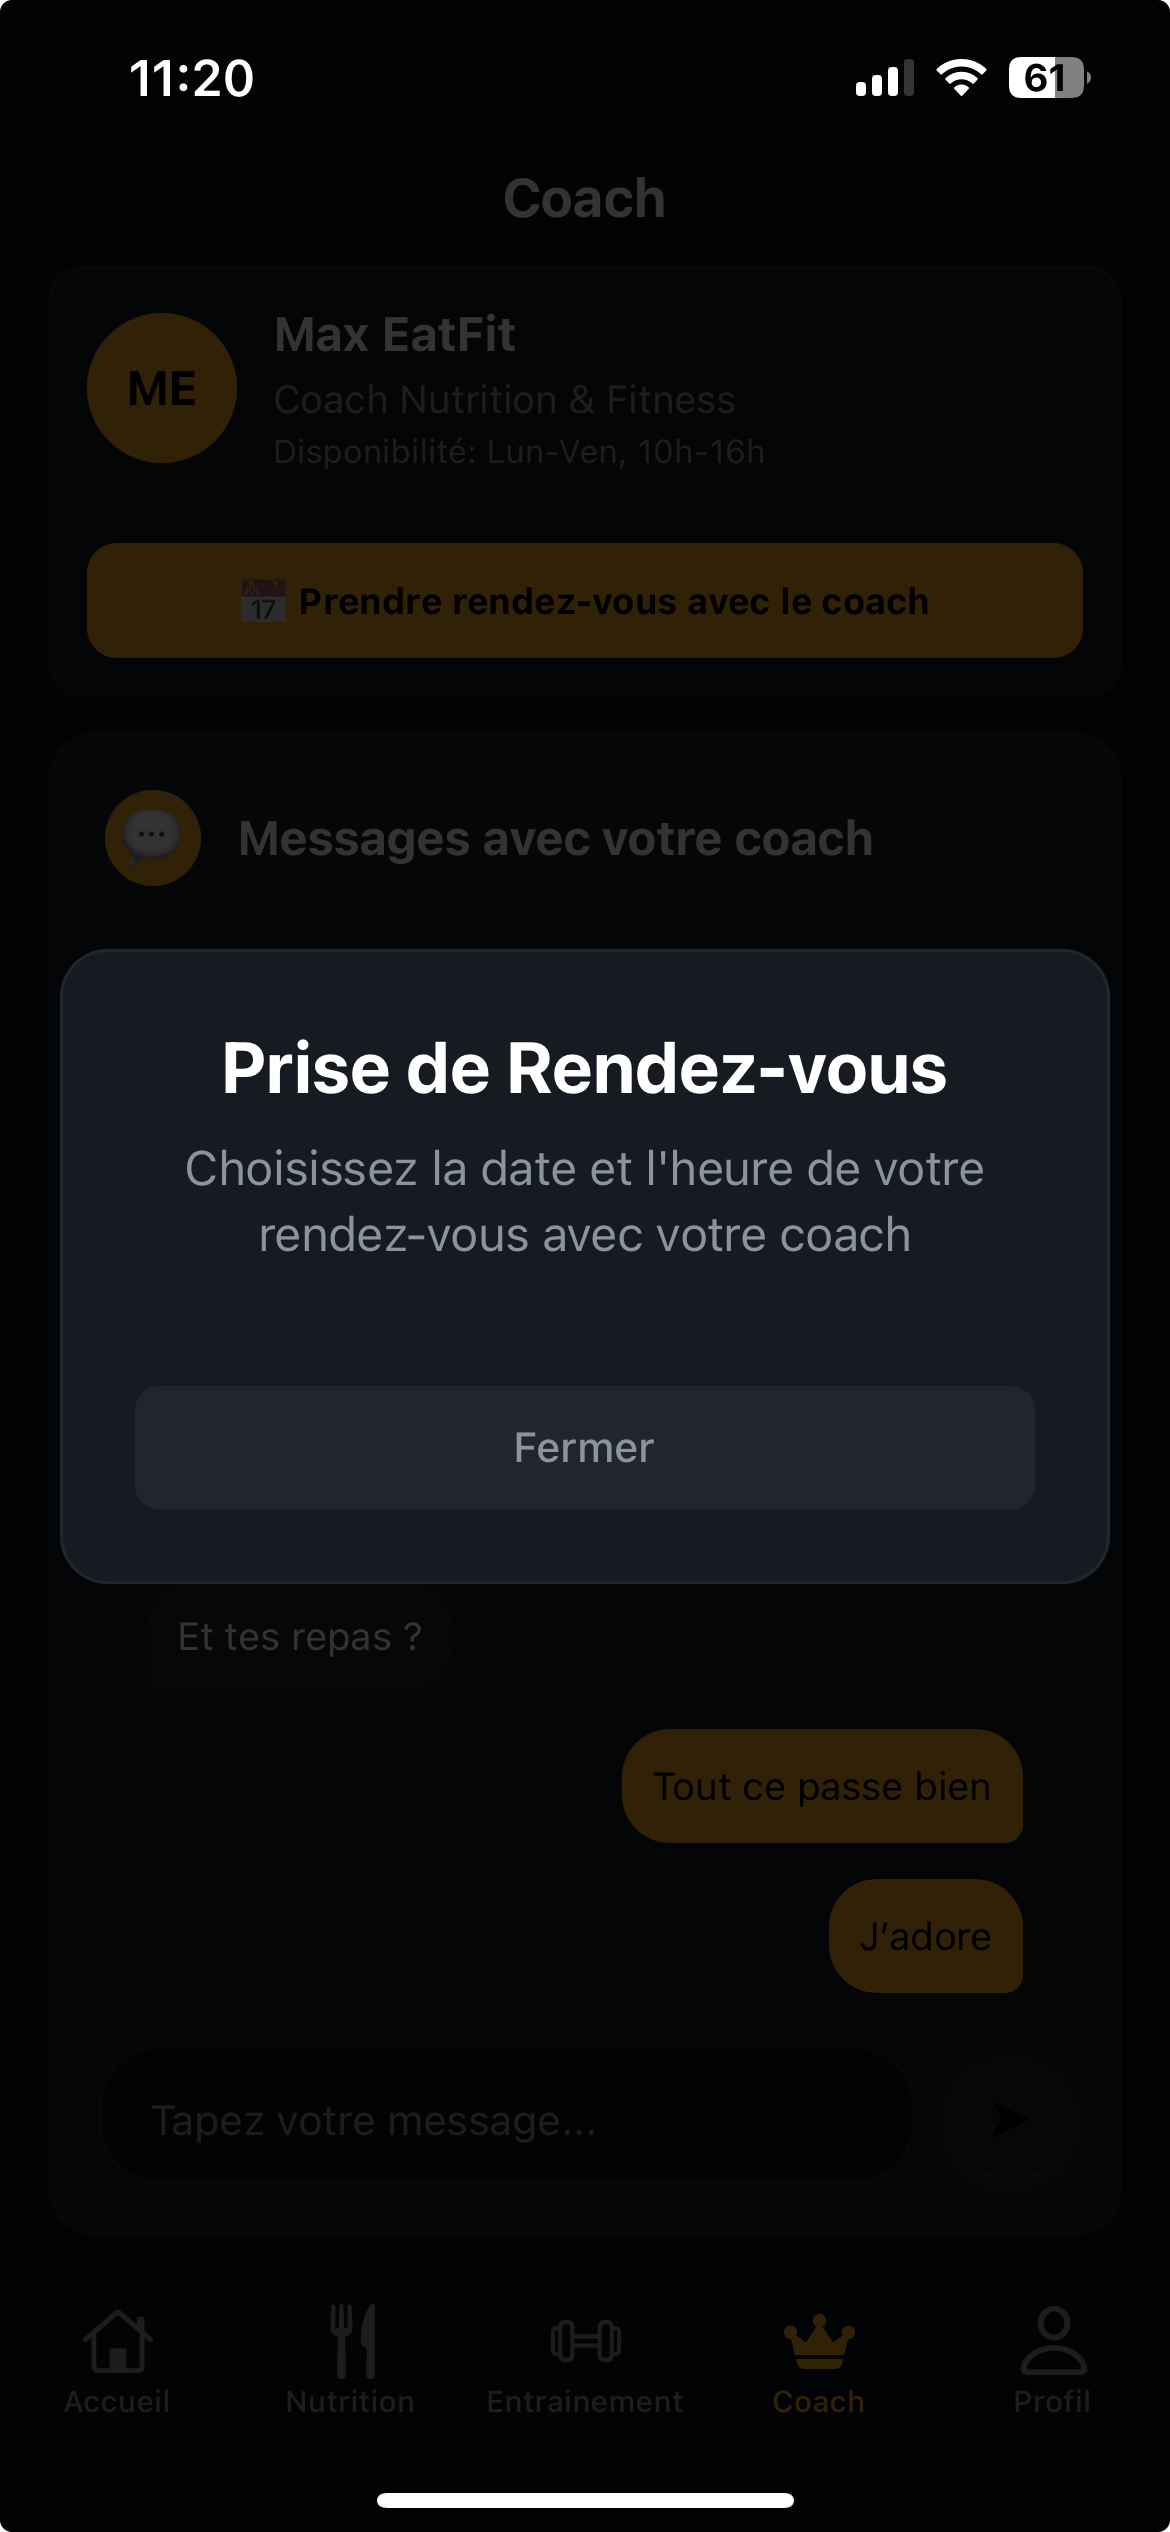 11:20
61
Coach
ME
Max EatFit
Coach Nutrition & Fitness
Disponibilité: Lun-Ven, 10h-16h
JUL
17
Prendre rendez-vous avec le coach
Messages avec votre coach
Prise de Rendez-vous
Choisissez la date et l'heure de votre
rendez-vous avec votre coach
Fermer
Et tes repas ?
Tout ce passe bien
J’adore
Tapez votre message...
Accueil
Nutrition
Entrainement
Coach
Profil